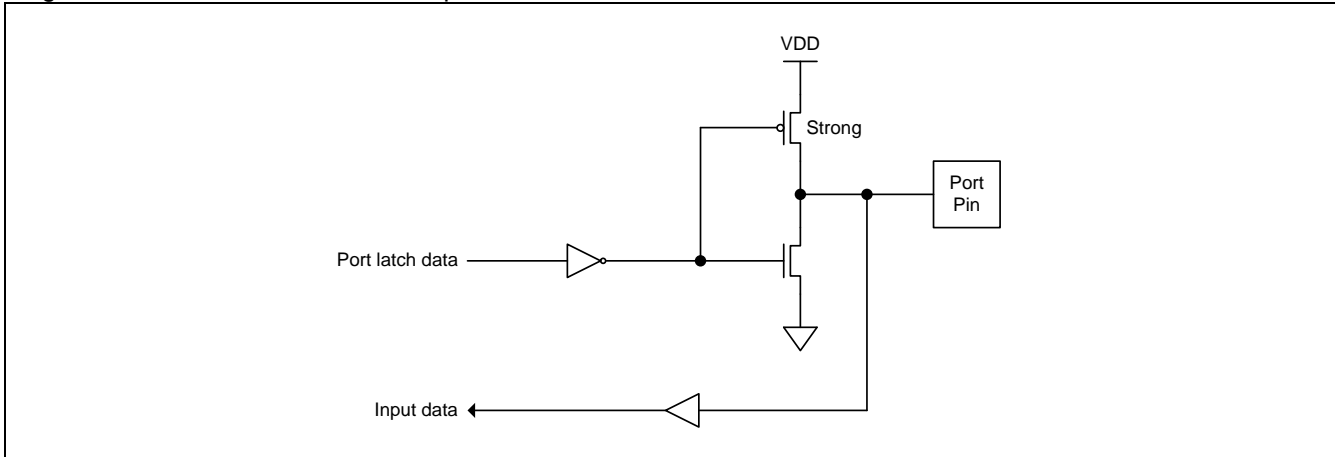 VDD
Strong
Port
Pin
Port latch data
Input data